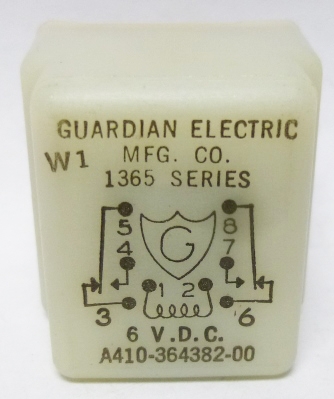 GUARDIAN ELECTRIC
W1 MFG. CO.
1365 SERIES
5 8
G
4 7
1 2
3 6
6 V.D.C.
A410-364382-00